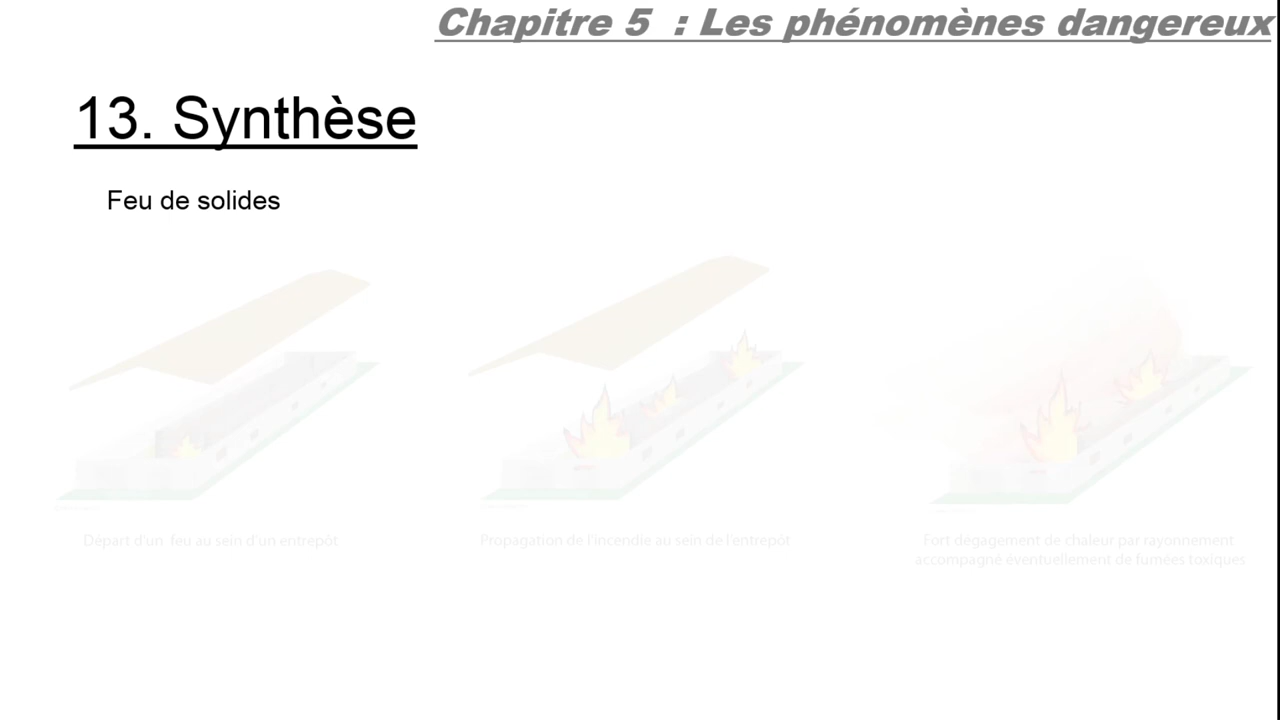 Chapitre 5 : Les phénomènes dangereux
13. Synthèse
Feu de solides
Départ d'un feu au sein d'un entrepôt
Propagation de l'incendie au sein de l'entrepôt
Fort dégagement de chaleur par rayonnement
accompagné éventuellement de fumées toxiques